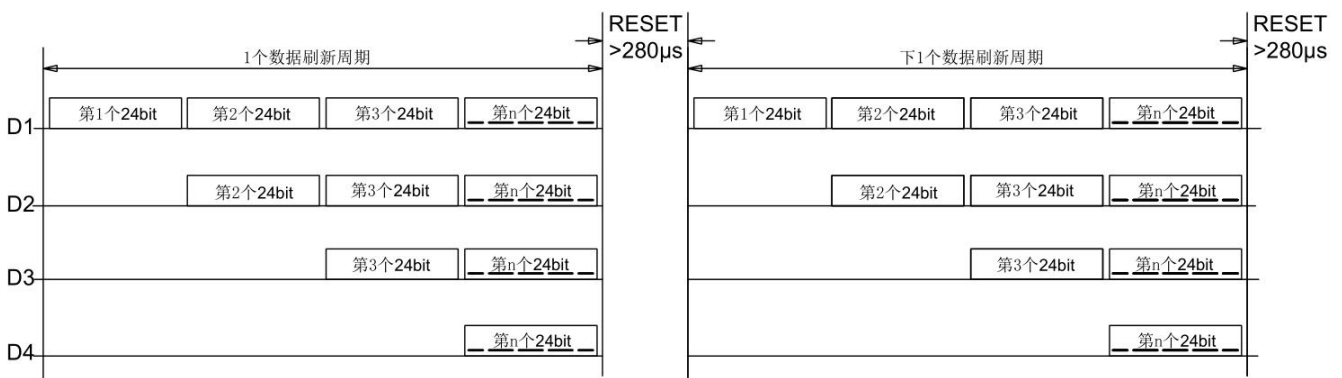 RESET
>280μs
RESET
>280μs
1个数据刷新周期
下1个数据刷新周期
D1
第1个24bit
第2个24bit
第3个24bit
第n个24bit
第1个24bit
第2个24bit
第3个24bit
第n个24bit
D2
第2个24bit
第3个24bit
第n个24bit
第2个24bit
第3个24bit
第n个24bit
D3
第3个24bit
第n个24bit
第3个24bit
第n个24bit
D4
第n个24bit
第n个24bit